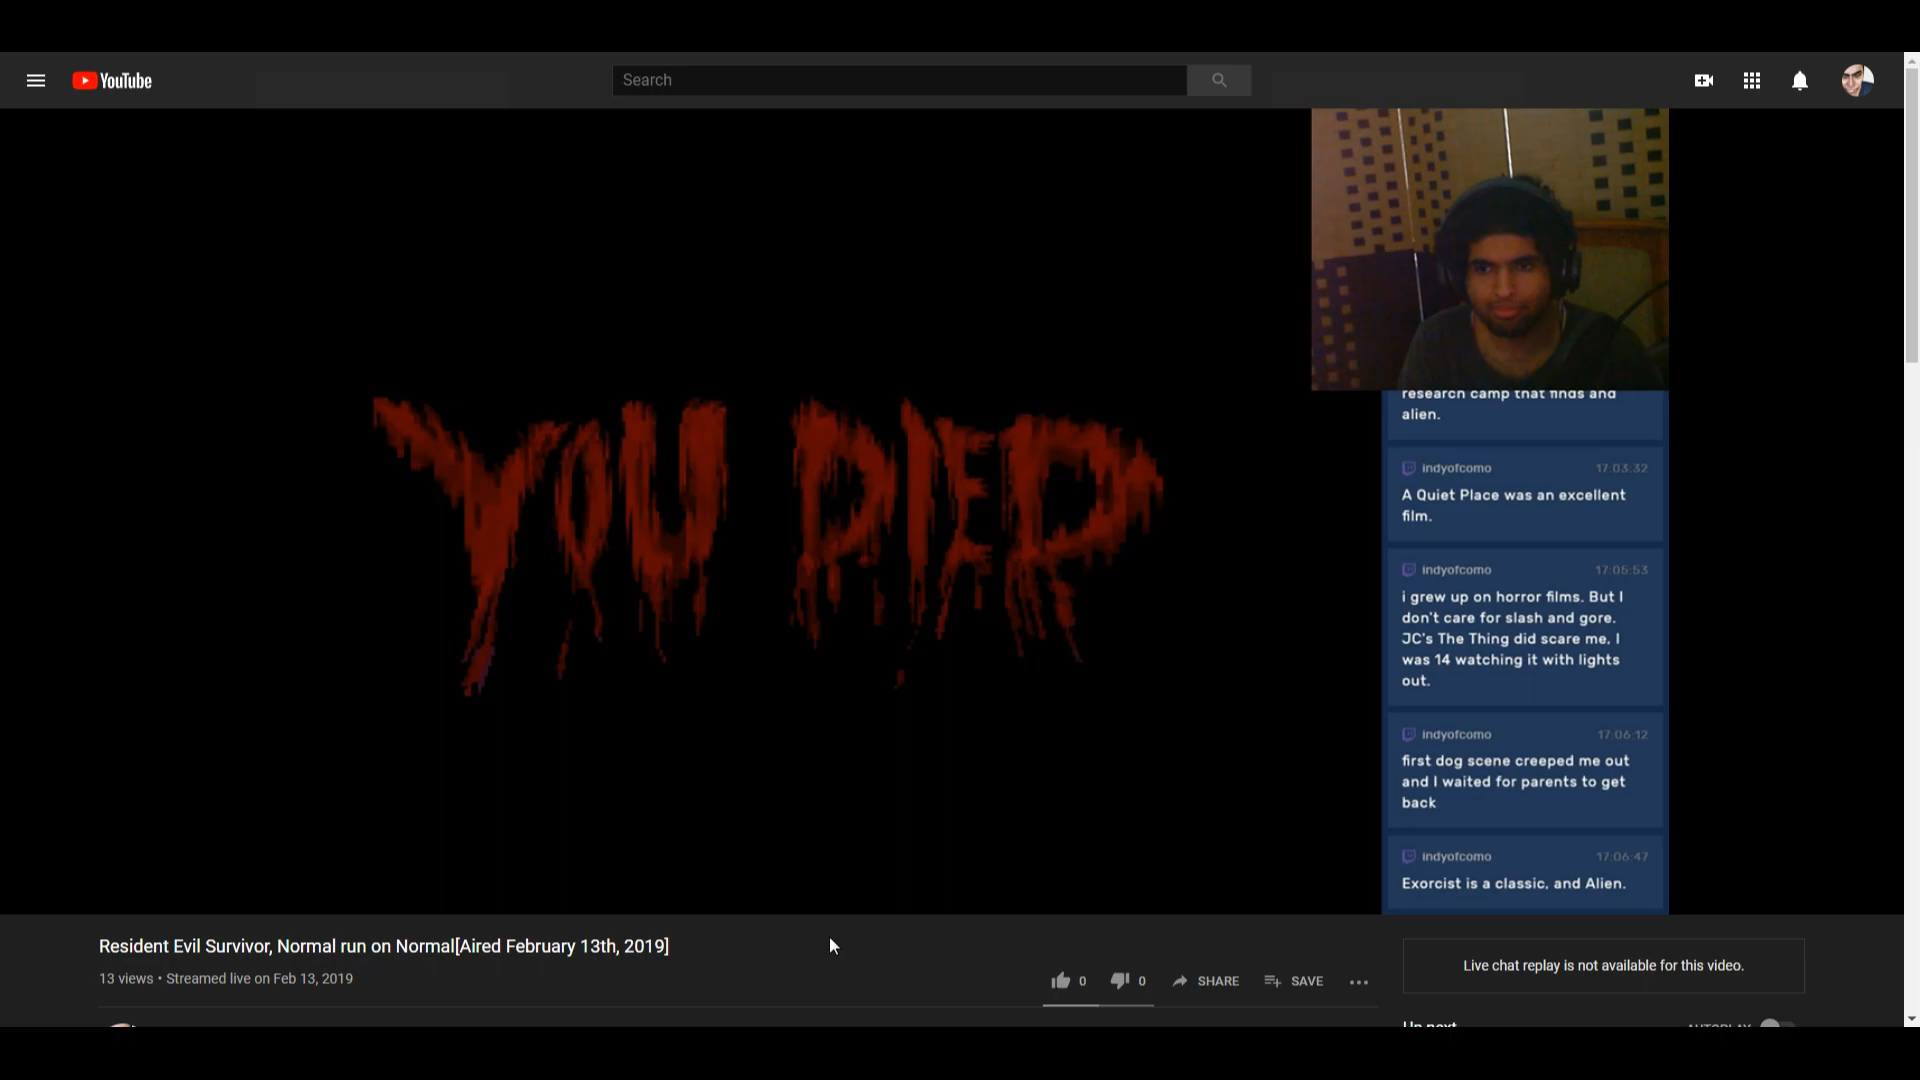 YouTube
Search
YOU DIED
research camp that finds and
alien.
indyofcomo 17:03:32
A Quiet Place was an excellent
film.
indyofcomo 17:05:53
i grew up on horror films. But I
don't care for slash and gore.
JC's The Thing did scare me, I
was 14 watching it with lights
out.
indyofcomo 17:06:12
first dog scene creeped me out
and I waited for parents to get
back
indyofcomo 17:06:47
Exorcist is a classic, and Alien.
Resident Evil Survivor, Normal run on Normal[Aired February 13th, 2019]
13 views • Streamed live on Feb 13, 2019
0 0 SHARE SAVE
Live chat replay is not available for this video.
Up next AUTOPLAY